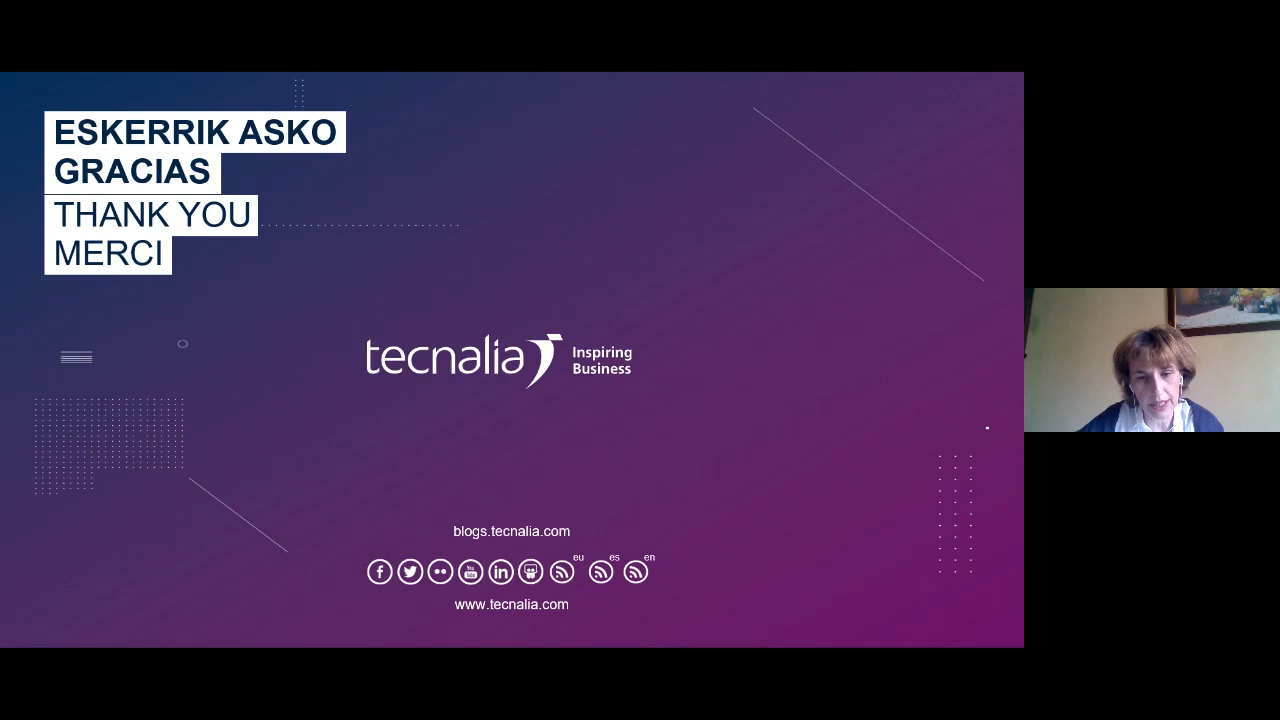 ESKERRIK ASKO
GRACIAS
THANK YOU
MERCI
tecnalia Inspiring
Business
blogs.tecnalia.com
eu es en
www.tecnalia.com